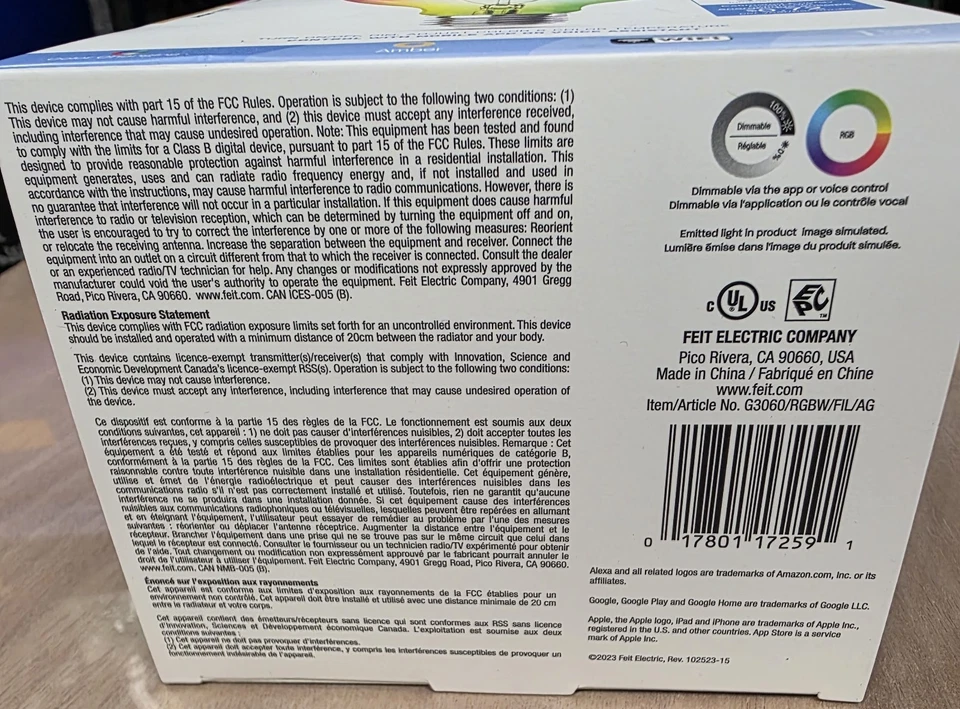 Amber
This device complies with part 15 of the FCC Rules. Operation is subject to the following two conditions: (1)
This device may not cause harmful interference, and (2) this device must accept any interference received,
including interference that may cause undesired operation. Note: This equipment has been tested and found
to comply with the limits for a Class B digital device, pursuant to part 15 of the FCC Rules. These limits are
designed to provide reasonable protection against harmful interference in a residential installation. This
equipment generates, uses and can radiate radio frequency energy and, if not installed and used in
accordance with the instructions, may cause harmful interference to radio communications. However, there is
no guarantee that interference will not occur in a particular installation. If this equipment does cause harmful
interference to radio or television reception, which can be determined by turning the equipment off and on,
the user is encouraged to try to correct the interference by one or more of the following measures: Reorient
or relocate the receiving antenna. Increase the separation between the equipment and receiver. Connect the
equipment into an outlet on a circuit different from that to which the receiver is connected. Consult the dealer
or an experienced radio/TV technician for help. Any changes or modifications not expressly approved by the
manufacturer could void the user's authority to operate the equipment. Feit Electric Company, 4901 Gregg
Road, Pico Rivera, CA 90660. www.feit.com. CAN ICES-005 (B).
Radiation Exposure Statement
This device complies with FCC radiation exposure limits set forth for an uncontrolled environment. This device
should be installed and operated with a minimum distance of 20cm between the radiator and your body.
This device contains licence-exempt transmitter(s)/receiver(s) that comply with Innovation, Science and
Economic Development Canada's licence-exempt RSS(s). Operation is subject to the following two conditions:
(1) This device may not cause interference.
(2) This device must accept any interference, including interference that may cause undesired operation of
the device.
Ce dispositif est conforme à la partie 15 des règles de la FCC. Le fonctionnement est soumis aux deux
conditions suivantes, cet appareil : 1) ne doit pas causer d'interférences nuisibles, 2) doit accepter toutes les
interférences reçues, y compris celles susceptibles de provoquer des interférences nuisibles. Remarque : Cet
équipement a été testé et répond aux limites établies pour les appareils numériques de catégorie B,
conformément à la partie 15 des règles de la FCC. Ces limites sont établies afin d'offrir une protection
raisonnable contre toute interférence nuisible dans une installation résidentielle. Cet équipement génère,
utilise et émet de l'énergie radioélectrique et peut causer des interférences nuisibles dans les
communications radio s'il n'est pas correctement installé et utilisé. Toutefois, rien ne garantit qu'aucune
interférence ne se produira dans une installation donnée. Si cet équipement cause des interférences
nuisibles aux communications radiophoniques ou télévisuelles, lesquelles peuvent être repérées en allumant
et en éteignant l'équipement, l'utilisateur peut essayer de remédier au problème par l'une des mesures
suivantes : réorienter ou déplacer l'antenne réceptrice. Augmenter la distance entre l'équipement et le
récepteur. Brancher l'équipement dans une prise qui ne se trouve pas sur le même circuit que celui dans
lequel le récepteur est connecté. Consulter le fournisseur ou un technicien radio/TV expérimenté pour obtenir
de l'aide. Tout changement ou modification non expressément approuvé par le fabricant pourrait annuler le
droit de l'utilisateur à utiliser l'équipement. Feit Electric Company, 4901 Gregg Road, Pico Rivera, CA 90660.
www.feit.com. CAN NMB-005 (B).
Énoncé sur l'exposition aux rayonnements
Cet appareil est conforme aux limites d'exposition aux rayonnements de la FCC établies pour un
environnement non contrôlé. Cet appareil doit être installé et utilisé avec une distance minimale de 20 cm
entre le radiateur et votre corps.
Cet appareil contient des émetteurs/récepteurs sans licence qui sont conformes aux RSS sans licence
d'Innovation, Sciences et Développement économique Canada. L'exploitation est soumise aux deux
conditions suivantes :
(1) Cet appareil ne doit pas provoquer d'interférences.
(2) Cet appareil doit accepter toute interférence, y compris les interférences susceptibles de provoquer un
fonctionnement indésirable de l'appareil.
100%
Dimmable
Réglable
%0
RGB
Dimmable via the app or voice control
Dimmable via l'application ou le contrôle vocal
Emitted light in product image simulated.
Lumière émise dans l'image du produit simulée.
C UL US
FEIT ELECTRIC COMPANY
Pico Rivera, CA 90660, USA
Made in China / Fabriqué en Chine
www.feit.com
Item/Article No. G3060/RGBW/FIL/AG
0 17801 17259 1
Alexa and all related logos are trademarks of Amazon.com, Inc. or its
affiliates.
Google, Google Play and Google Home are trademarks of Google LLC.
Apple, the Apple logo, iPad and iPhone are trademarks of Apple Inc.,
registered in the U.S. and other countries. App Store is a service
mark of Apple Inc.
©2023 Feit Electric, Rev. 102523-15